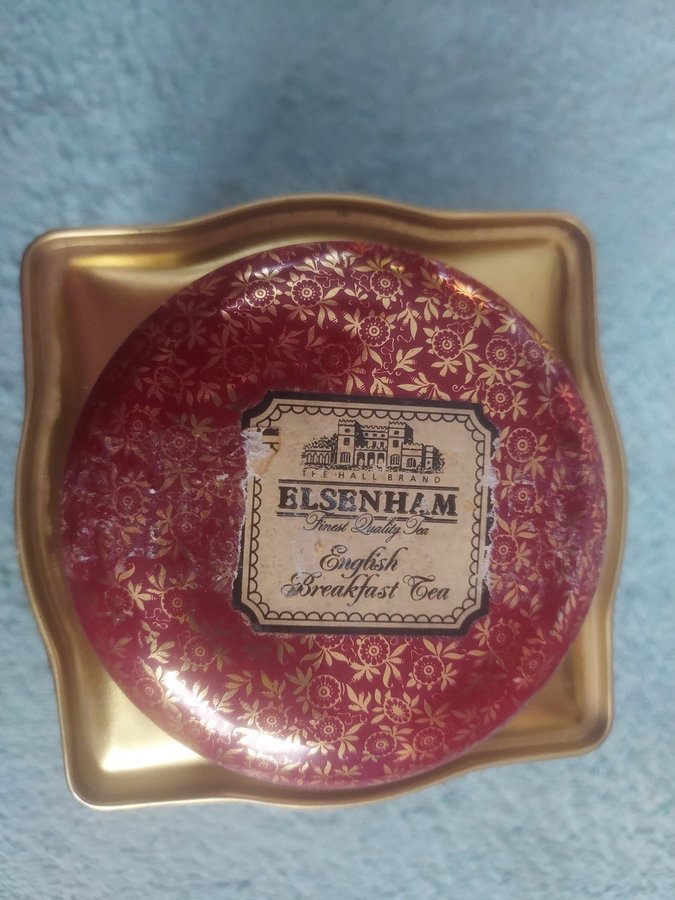 THE HALL BRAND
ELSENHAM
Finest Quality Tea
English
Breakfast Tea